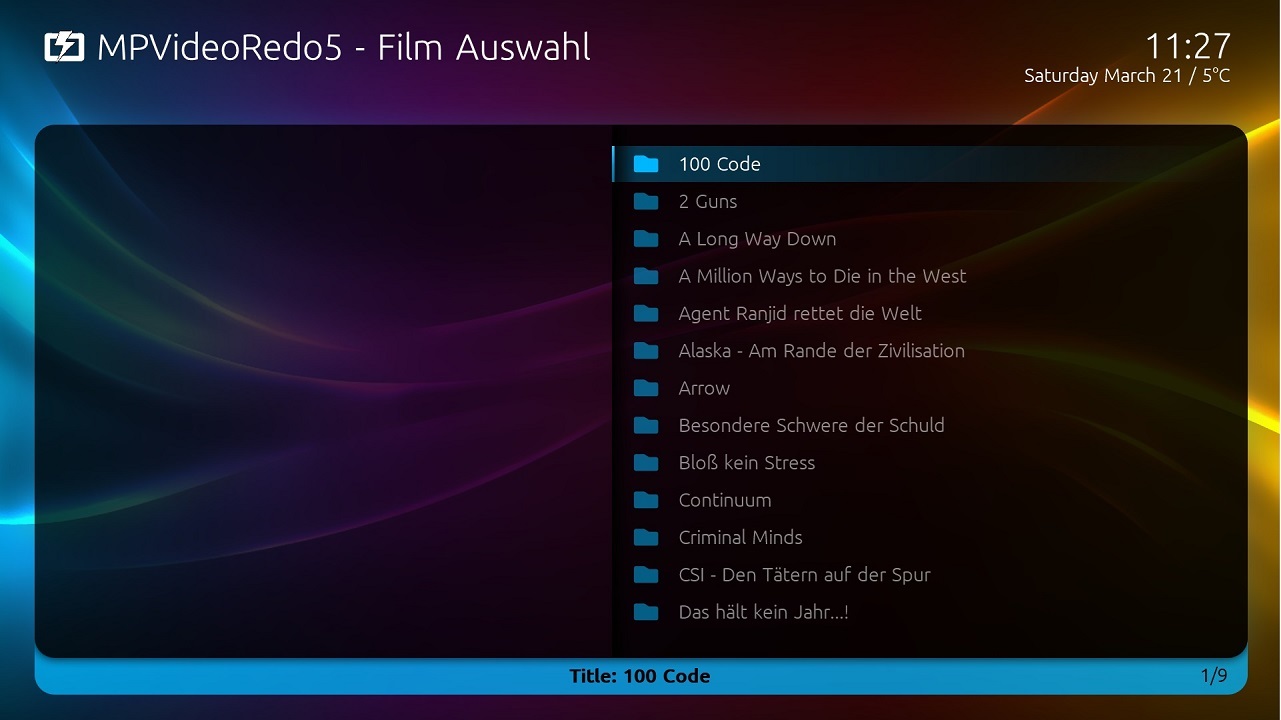 MPVideoRedo5 - Film Auswahl
11:27
Saturday March 21 / 5°C
100 Code
2 Guns
A Long Way Down
A Million Ways to Die in the West
Agent Ranjid rettet die Welt
Alaska - Am Rande der Zivilisation
Arrow
Besondere Schwere der Schuld
Bloß kein Stress
Continuum
Criminal Minds
CSI - Den Tätern auf der Spur
Das hält kein Jahr...!
Title: 100 Code
1/9